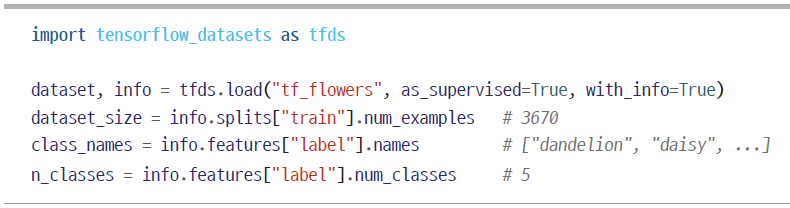 import tensorflow_datasets as tfds
dataset, info = tfds.load("tf_flowers", as_supervised=True, with_info=True)
dataset_size = info.splits["train"].num_examples # 3670
class_names = info.features["label"].names # ["dandelion", "daisy", ...]
n_classes = info.features["label"].num_classes # 5